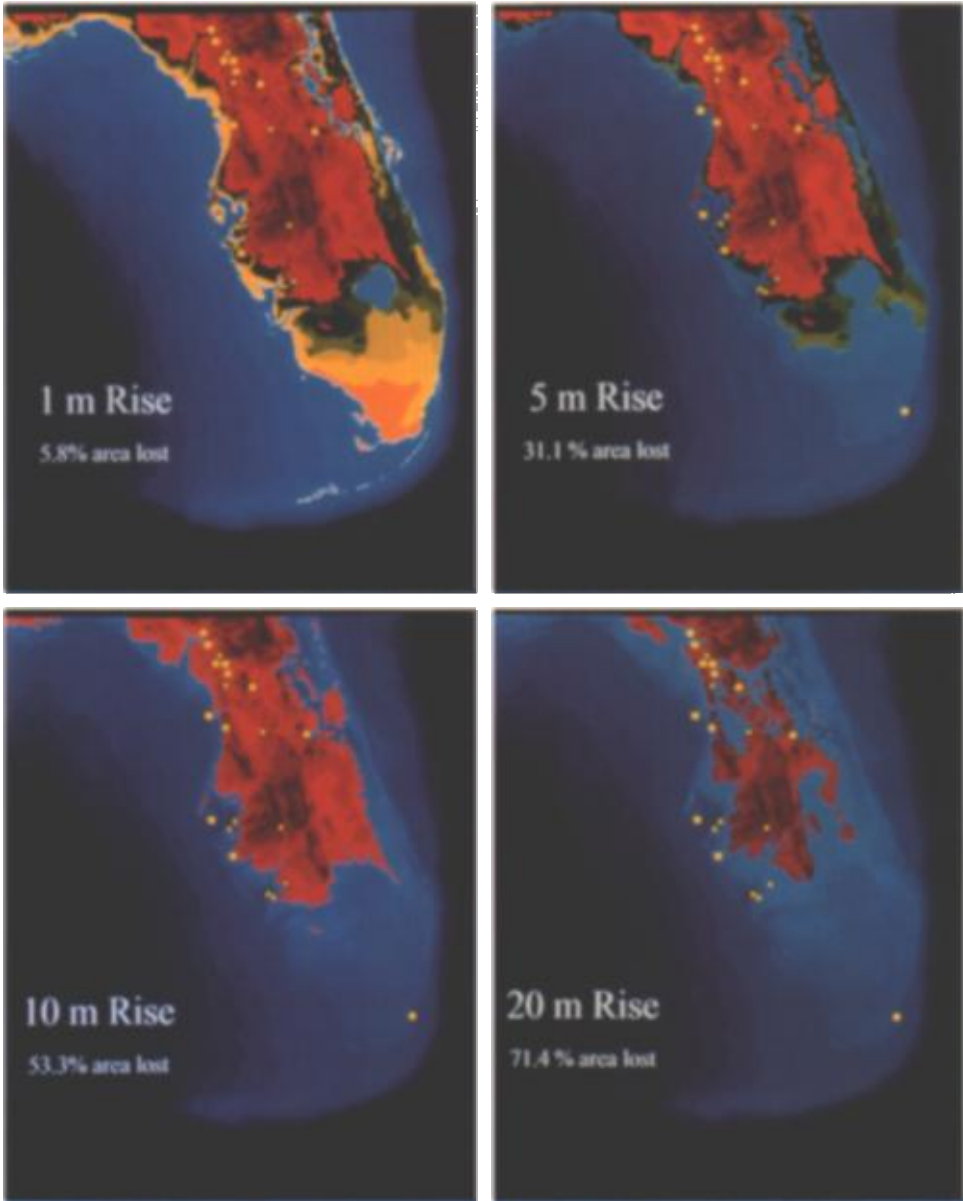 1 m Rise
5.8% area lost
5 m Rise
31.1 % area lost
10 m Rise
53.3% area lost
20 m Rise
71.4 % area lost